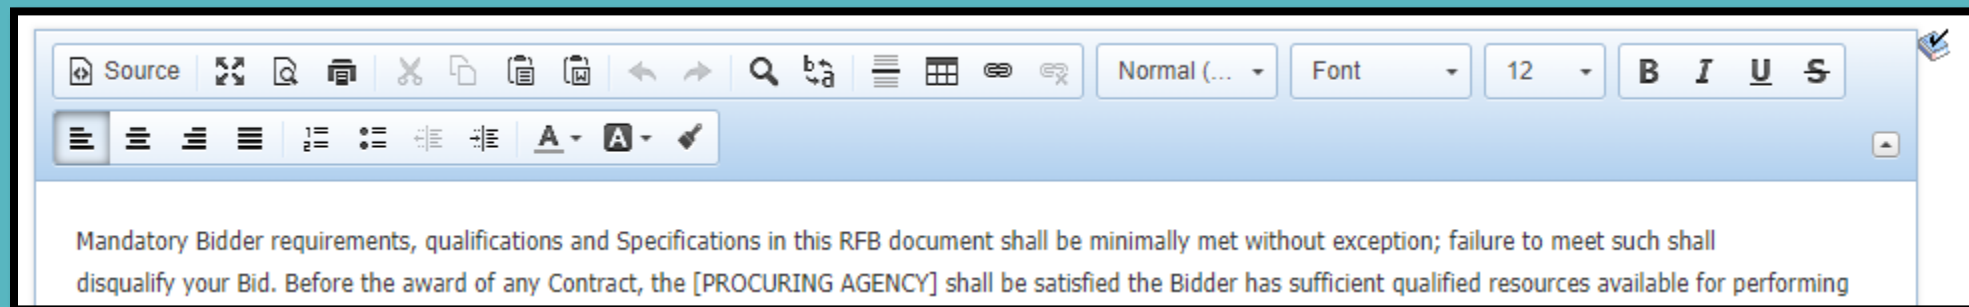 Source Normal (... Font 12 B I U S
Mandatory Bidder requirements, qualifications and Specifications in this RFB document shall be minimally met without exception; failure to meet such shall
disqualify your Bid. Before the award of any Contract, the [PROCURING AGENCY] shall be satisfied the Bidder has sufficient qualified resources available for performing